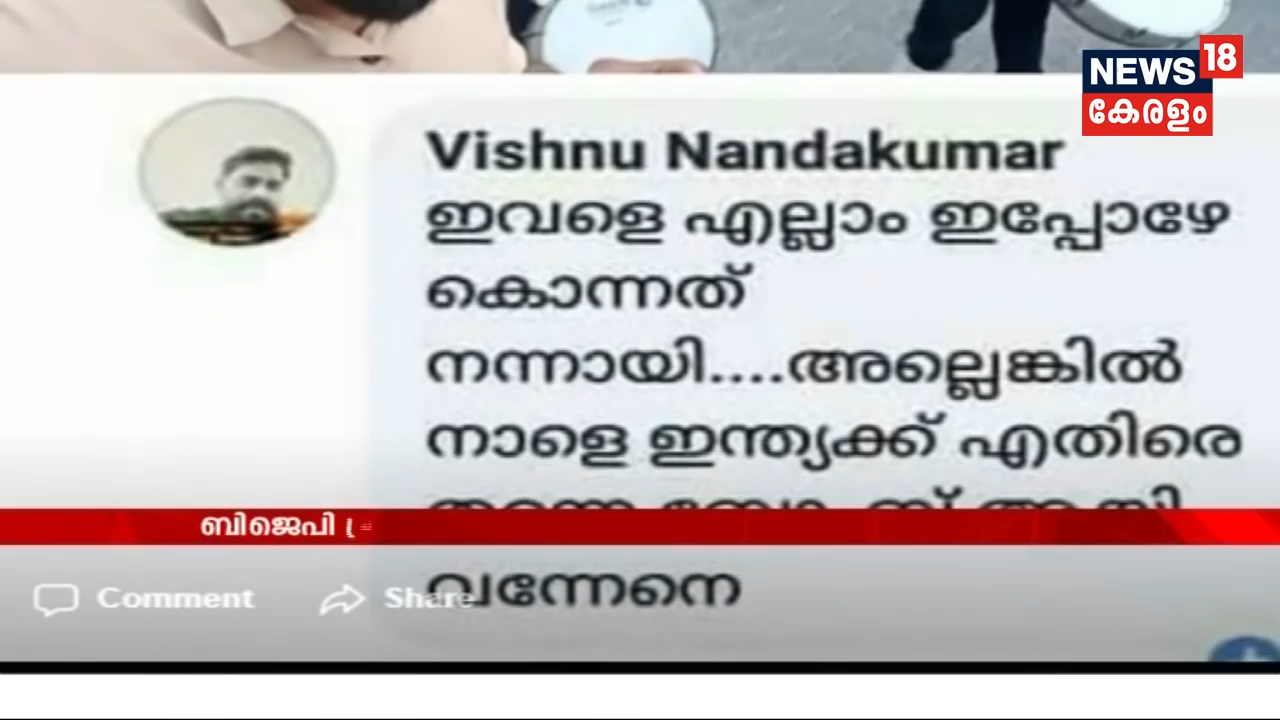 NEWS 18
കേരളം
Vishnu Nandakumar
ഇവളെ എല്ലാം ഇപ്പോഴേ
കൊന്നത്
നന്നായി....അല്ലെങ്കിൽ
നാളെ ഇന്ത്യക്ക് എതിരെ
ബിജെപി
വന്നേനെ
Comment
Share